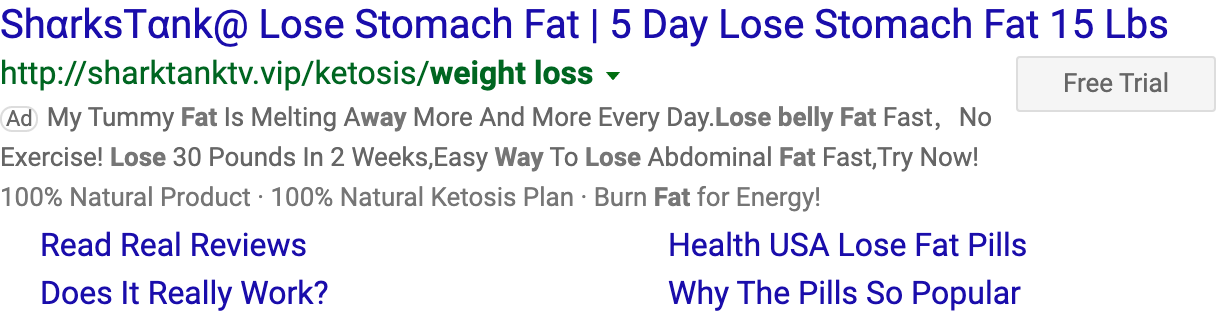 ShɑrksTɑnk@ Lose Stomach Fat | 5 Day Lose Stomach Fat 15 Lbs
http://sharktanktv.vip/ketosis/weight loss
Free Trial
Ad My Tummy Fat Is Melting Away More And More Every Day.Lose belly Fat Fast， No
Exercise! Lose 30 Pounds In 2 Weeks,Easy Way To Lose Abdominal Fat Fast,Try Now!
100% Natural Product · 100% Natural Ketosis Plan · Burn Fat for Energy!
Read Real Reviews Health USA Lose Fat Pills
Does It Really Work? Why The Pills So Popular